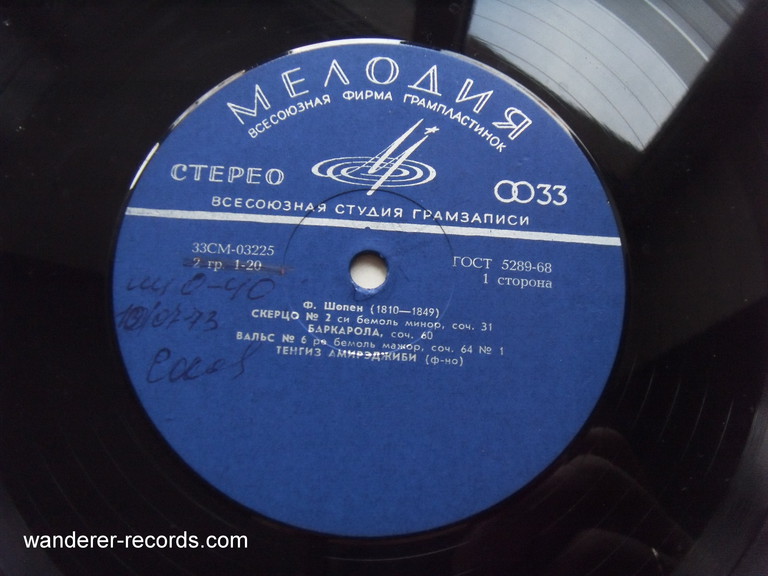 МЕЛОДИЯ
ВСЕСОЮЗНАЯ ФИРМА ГРАМПЛАСТИНОК
СТЕРЕО
33
ВСЕСОЮЗНАЯ СТУДИЯ ГРАМЗАПИСИ
33СМ-03225
ГОСТ 5289-68
2 гр. 1-20
1 сторона
0-40
Ф. Шопен (1810—1849)
СКЕРЦО № 2 си бемоль минор, соч. 31
БАРКАРОЛА, соч. 60
ВАЛЬС № 6 ре бемоль мажор, соч. 64 № 1
ТЕНГИЗ АМИРЭДЖИБИ (ф-но)
wanderer-records.com